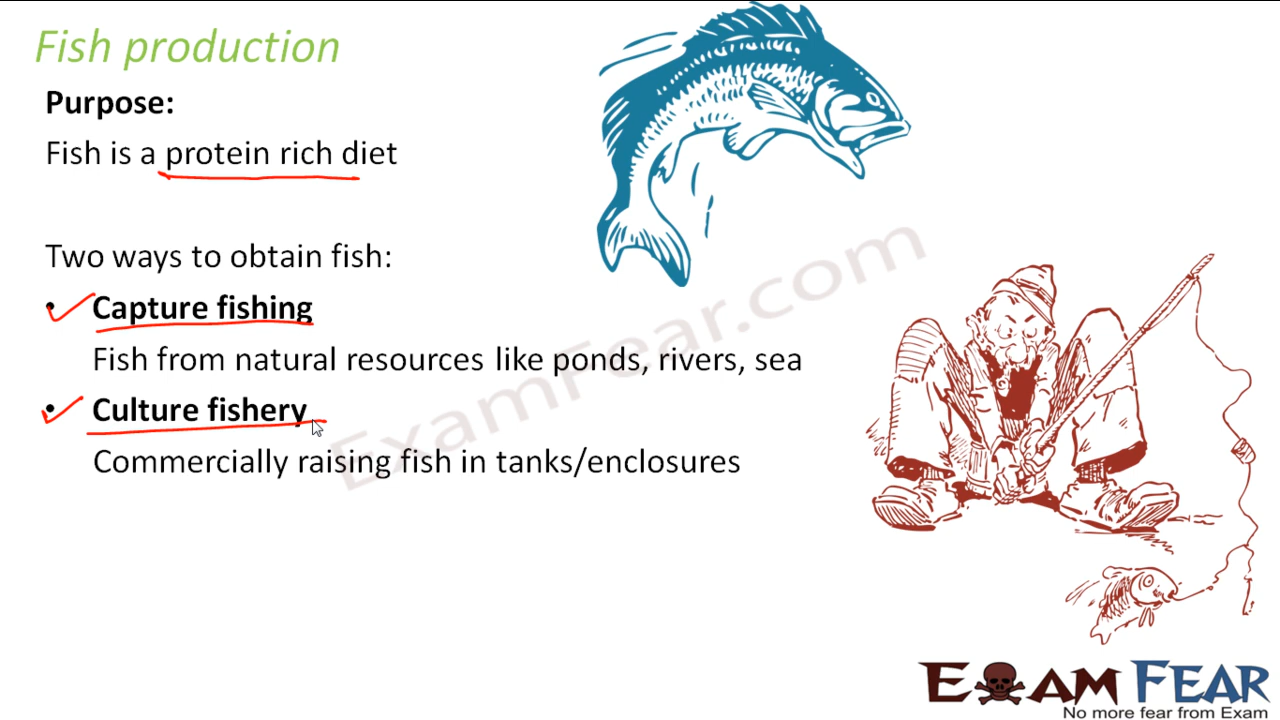 Fish production
Purpose:
Fish is a protein rich diet
Two ways to obtain fish:
• Capture fishing
Fish from natural resources like ponds, rivers, sea
• Culture fishery
Commercially raising fish in tanks/enclosures
ExamFear.com
EXAM FEAR
No more fear from Exam